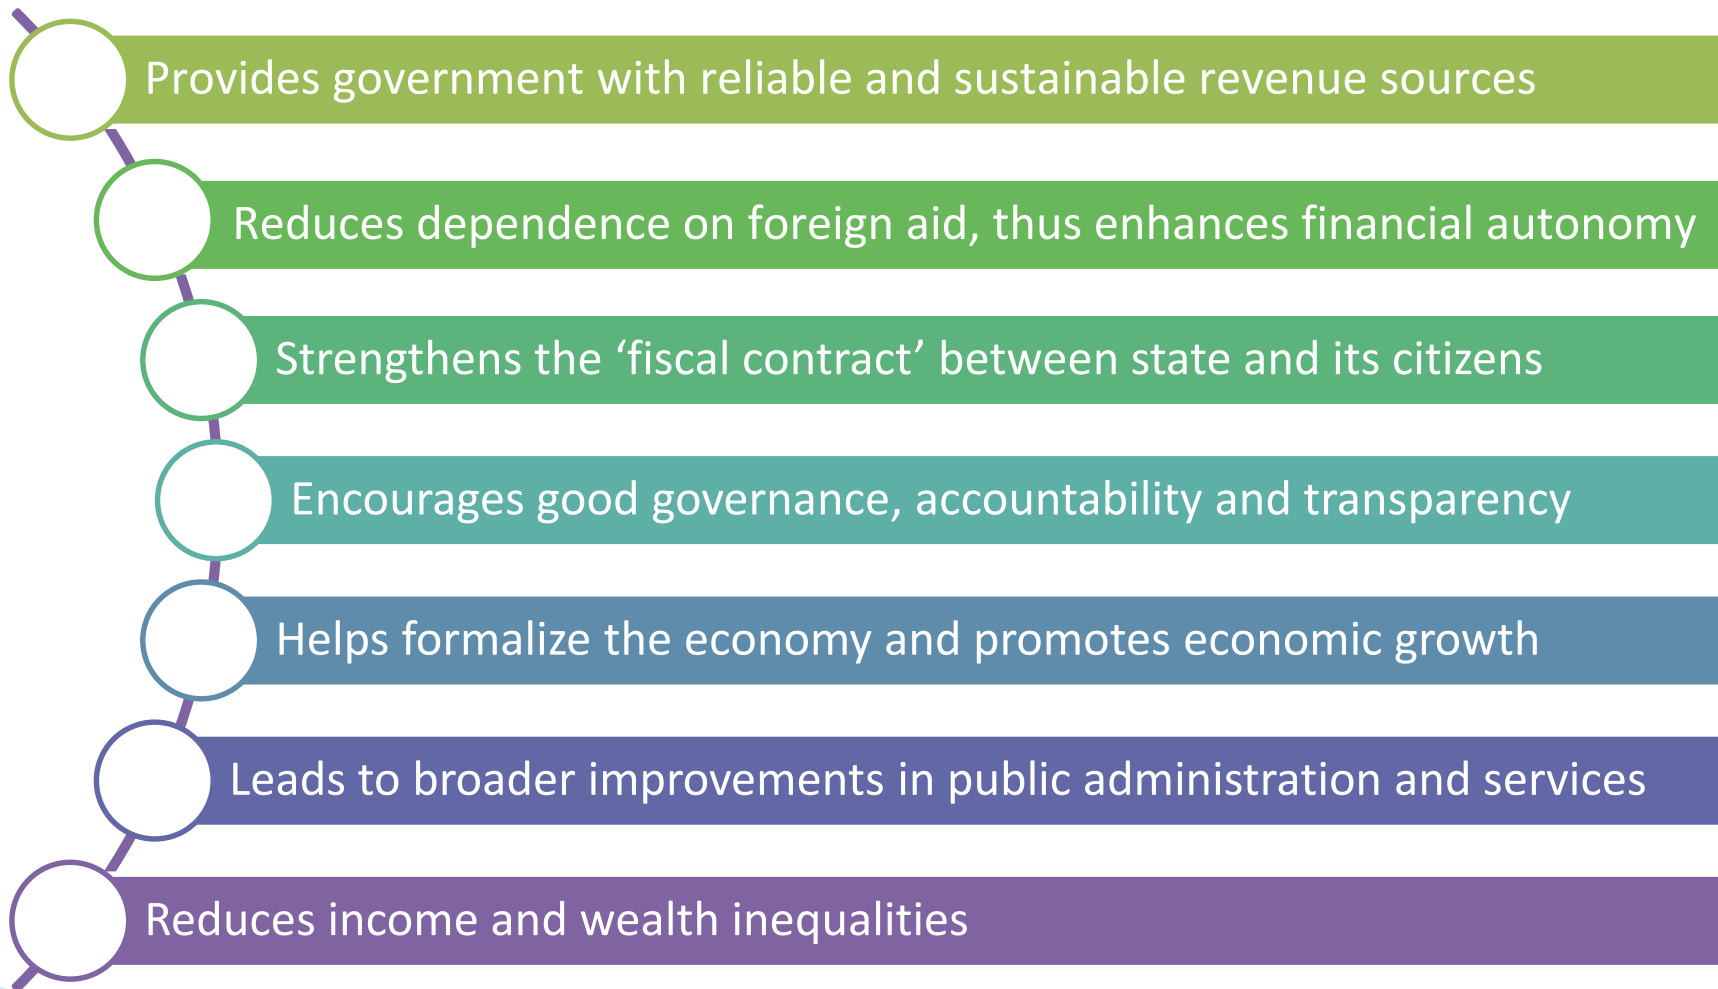 Provides government with reliable and sustainable revenue sources
Reduces dependence on foreign aid, thus enhances financial autonomy
Strengthens the ‘fiscal contract’ between state and its citizens
Encourages good governance, accountability and transparency
Helps formalize the economy and promotes economic growth
Leads to broader improvements in public administration and services
Reduces income and wealth inequalities